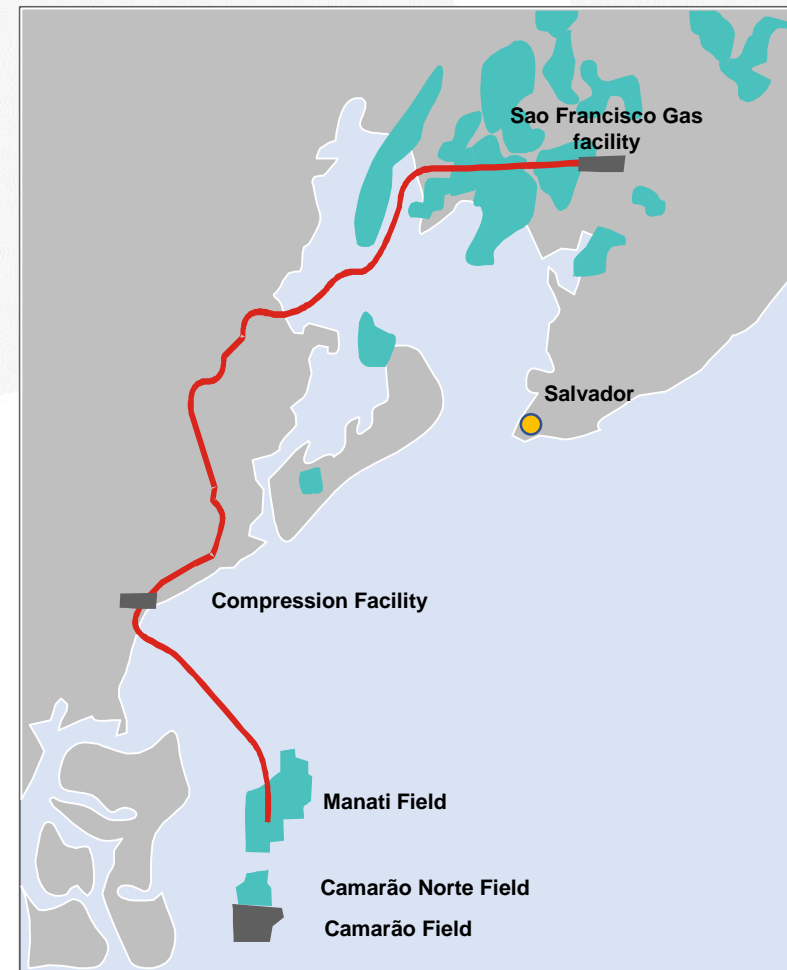 Sao Francisco Gas
facility
Salvador
Compression Facility
Manati Field
Camarão Norte Field
Camarão Field